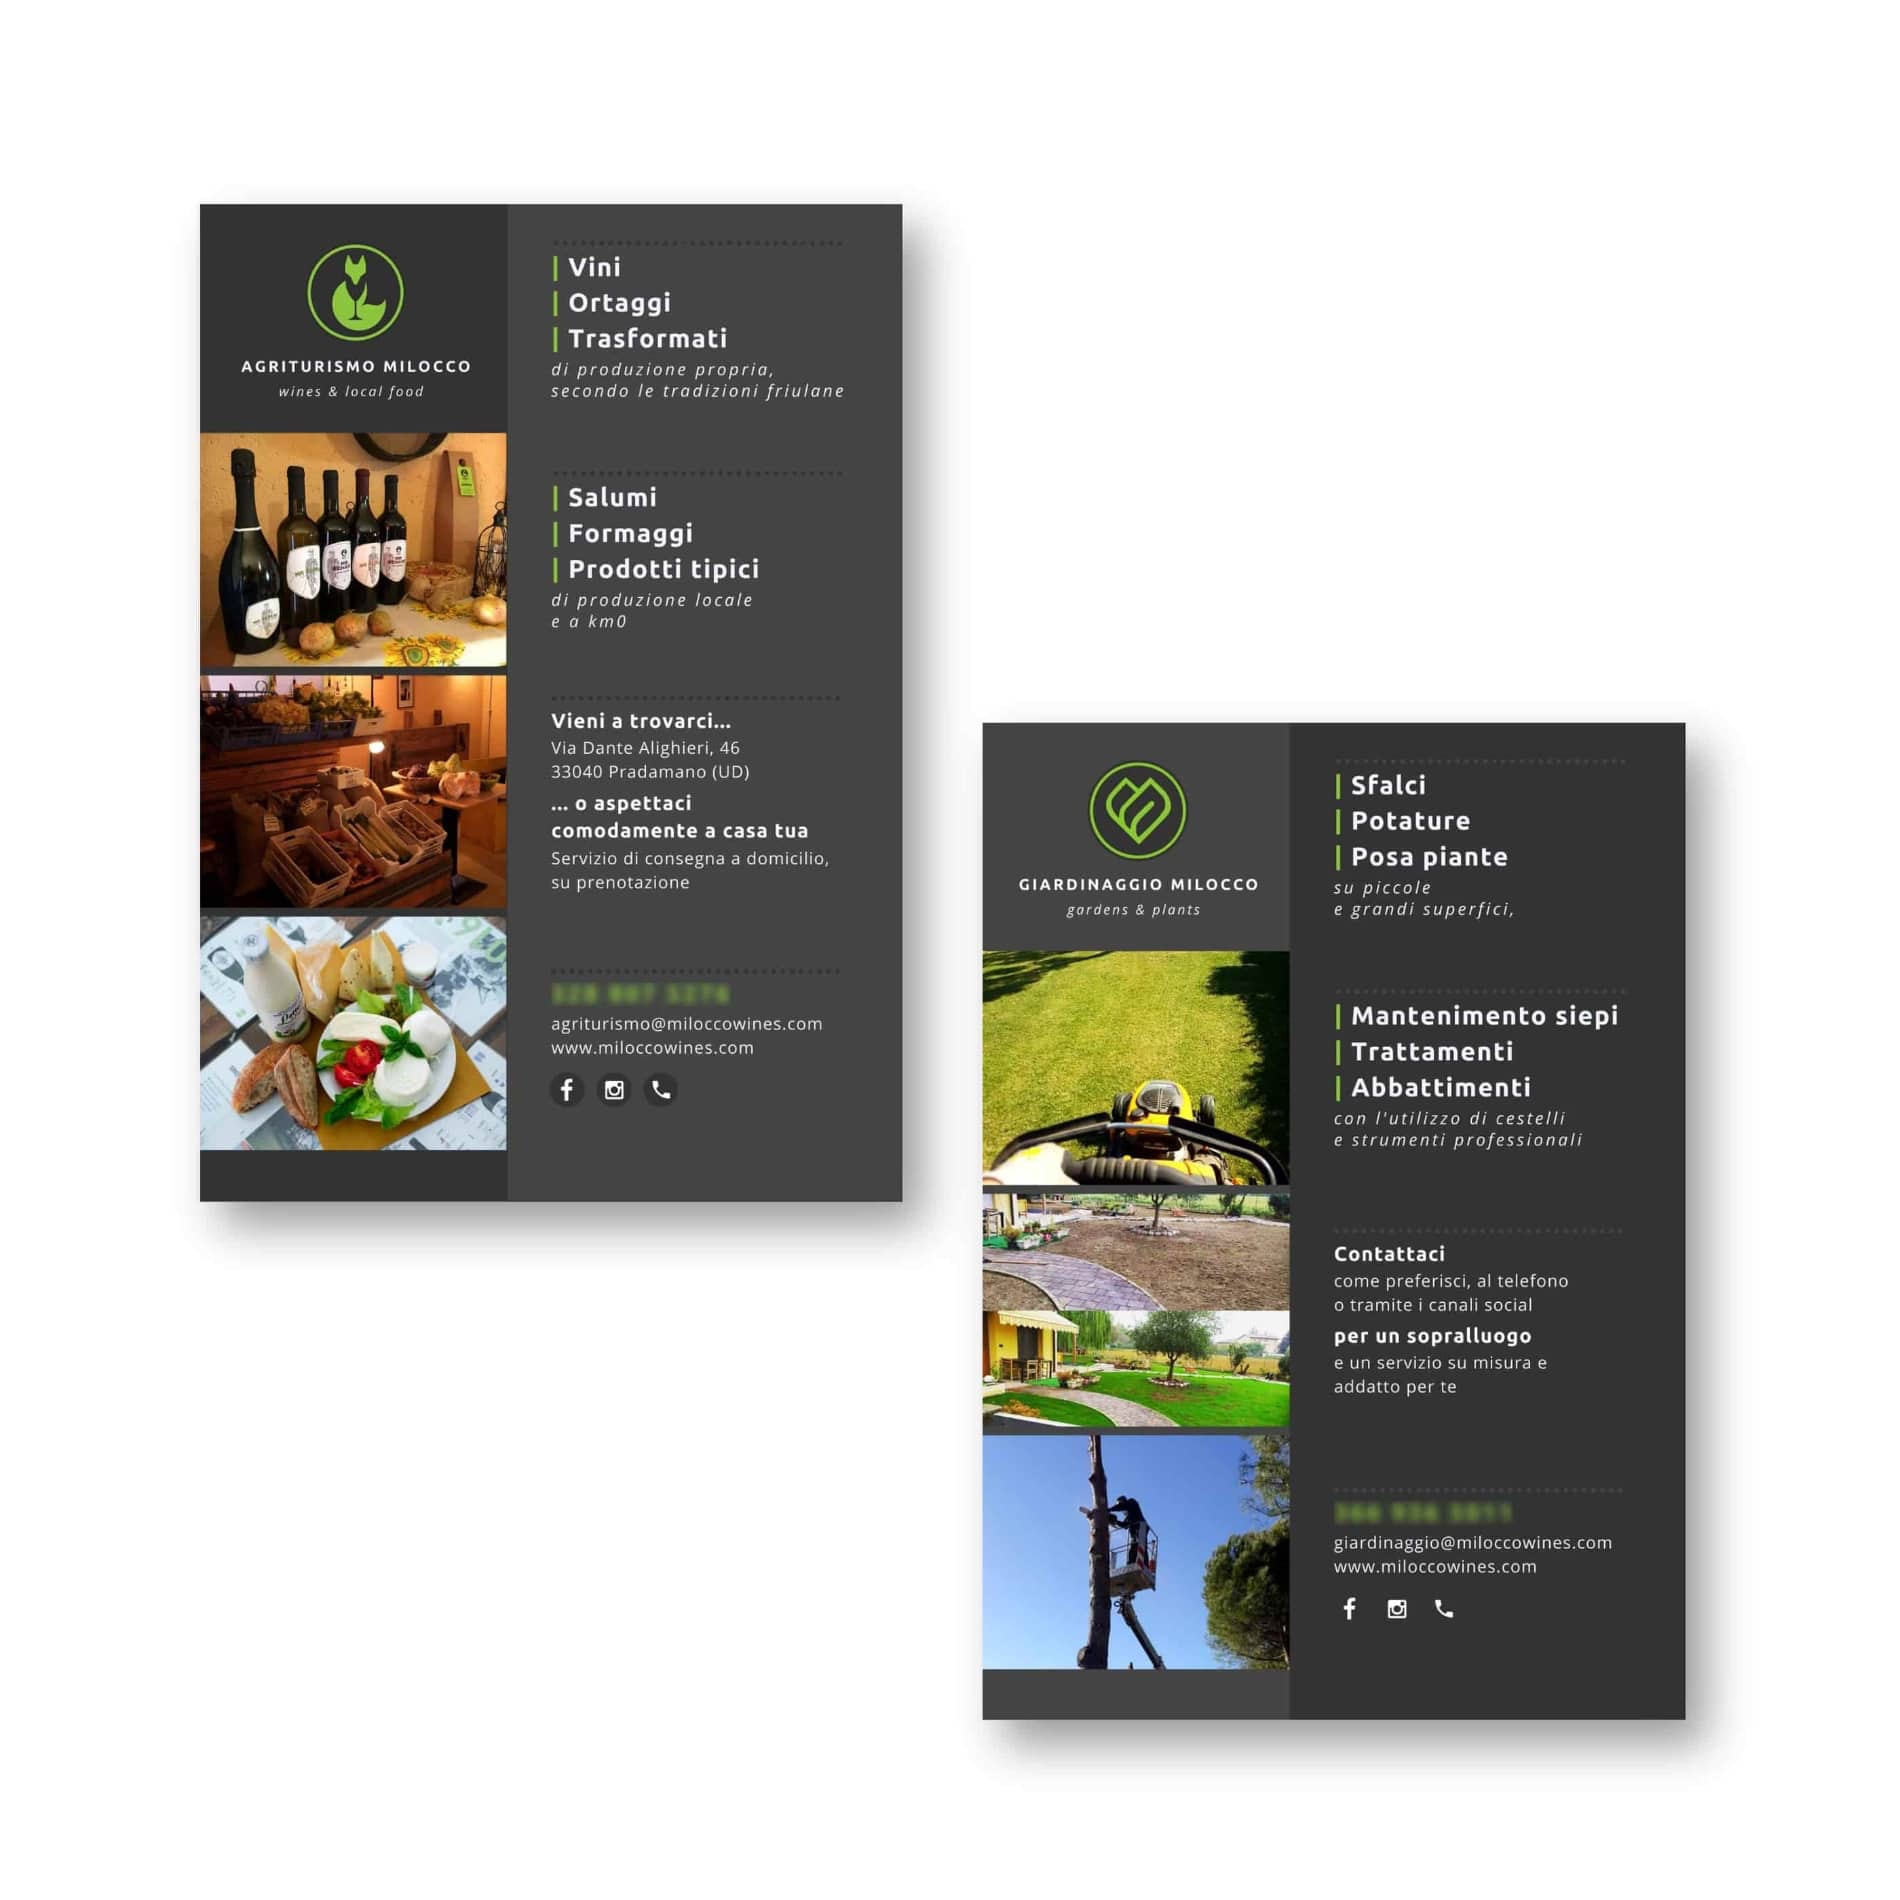 AGRITURISMO MILOCCO
wines & local food
Vini
Ortaggi
Trasformati
di produzione propria,
secondo le tradizioni friulane
Salumi
Formaggi
Prodotti tipici
di produzione locale
e a km0
Vieni a trovarci...
Via Dante Alighieri, 46
33040 Pradamano (UD)
... o aspettaci
comodamente a casa tua
Servizio di consegna a domicilio,
su prenotazione
agriturismo@miloccowines.com
www.miloccowines.com
GIARDINAGGIO MILOCCO
gardens & plants
Sfalci
Potature
Posa piante
su piccole
e grandi superfici,
Mantenimento siepi
Trattamenti
Abbattimenti
con l'utilizzo di cestelli
e strumenti professionali
Contattaci
come preferisci, al telefono
o tramite i canali social
per un sopralluogo
e un servizio su misura e
addatto per te
giardinaggio@miloccowines.com
www.miloccowines.com